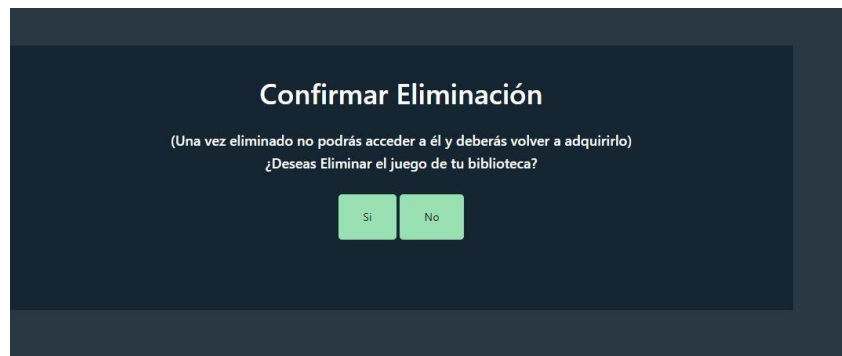 Confirmar Eliminación
(Una vez eliminado no podrás acceder a él y deberás volver a adquirirlo)
¿Deseas Eliminar el juego de tu biblioteca?
Si No